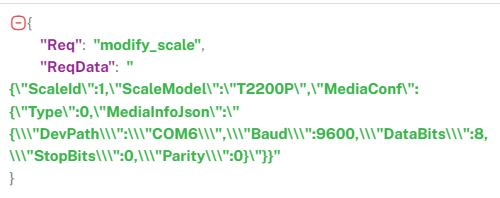 {
"Req": "modify_scale",
"ReqData": "
{\"ScaleId\":1,\"ScaleModel\":\"T2200P\",\"MediaConf\":
{\"Type\":0,\"MediaInfoJson\":\"
{\\\"DevPath\\\":\\\"COM6\\\",\\\"Baud\\\":9600,\\\"DataBits\\\":8,
\\\"StopBits\\\":0,\\\"Parity\\\":0}\"}}"
}